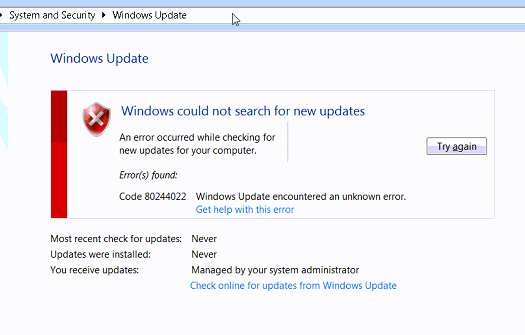 System and Security ▸ Windows Update
Windows Update
Windows could not search for new updates
An error occurred while checking for
new updates for your computer.
Try again
Error(s) found:
Code 80244022 Windows Update encountered an unknown error.
Get help with this error
Most recent check for updates: Never
Updates were installed: Never
You receive updates: Managed by your system administrator
Check online for updates from Windows Update